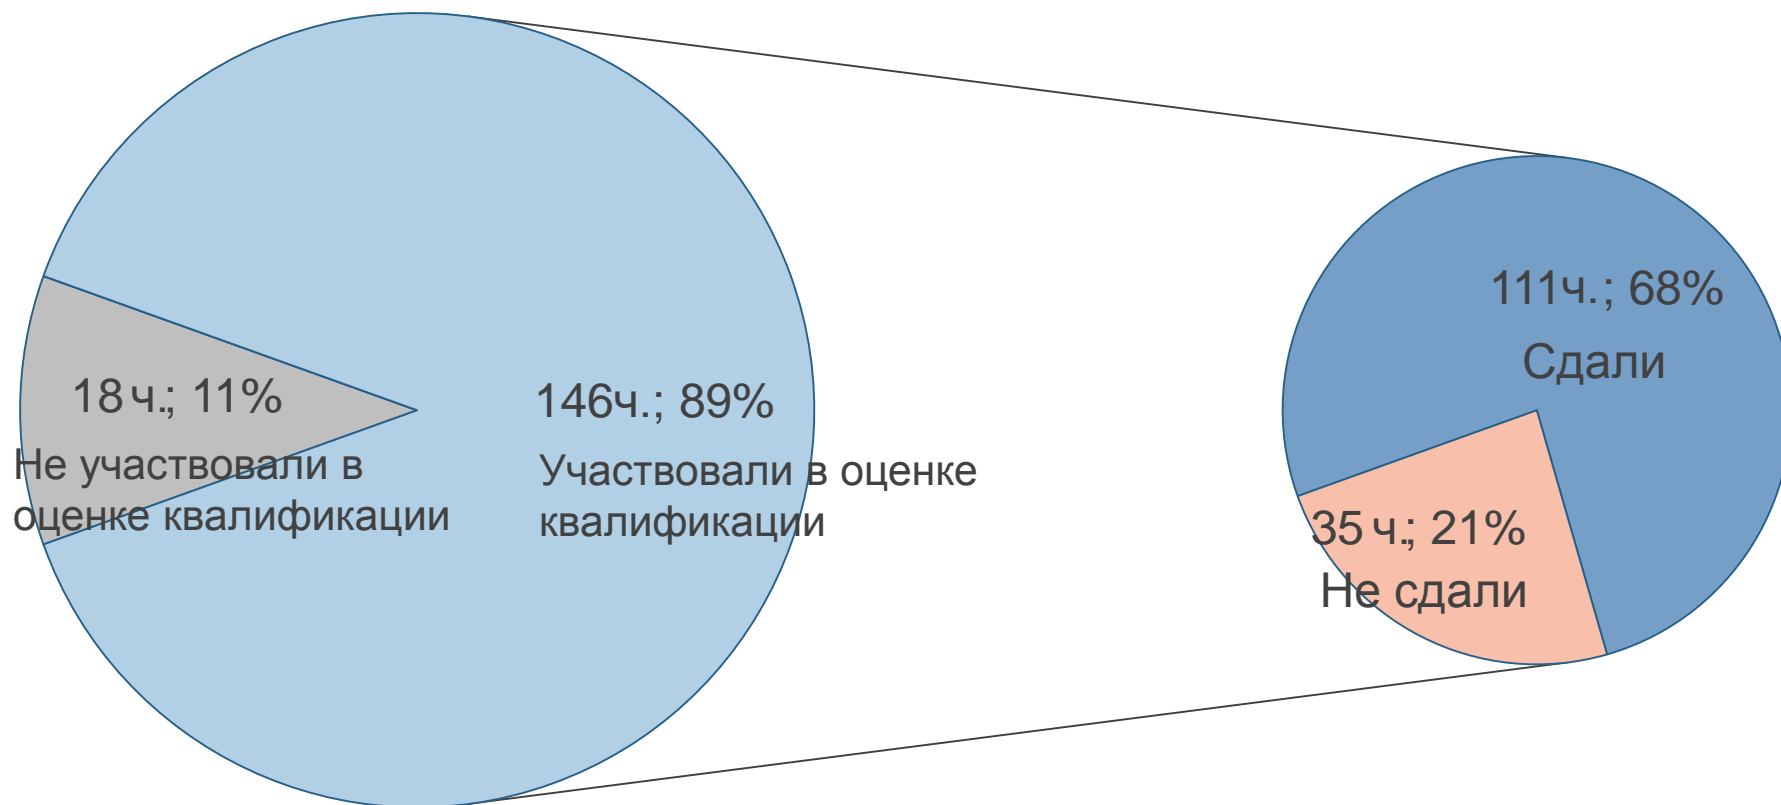 18 ч.; 11%
Не участвовали в
оценке квалификации
146ч.; 89%
Участвовали в оценке
квалификации
111ч.; 68%
Сдали
35 ч.; 21%
Не сдали